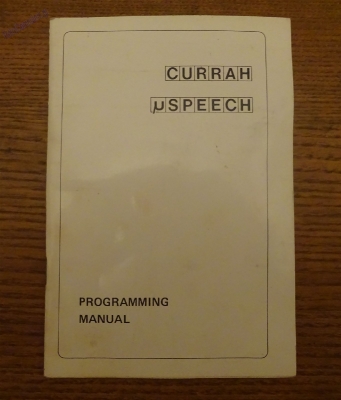 CURRAH
µSPEECH
PROGRAMMING
MANUAL